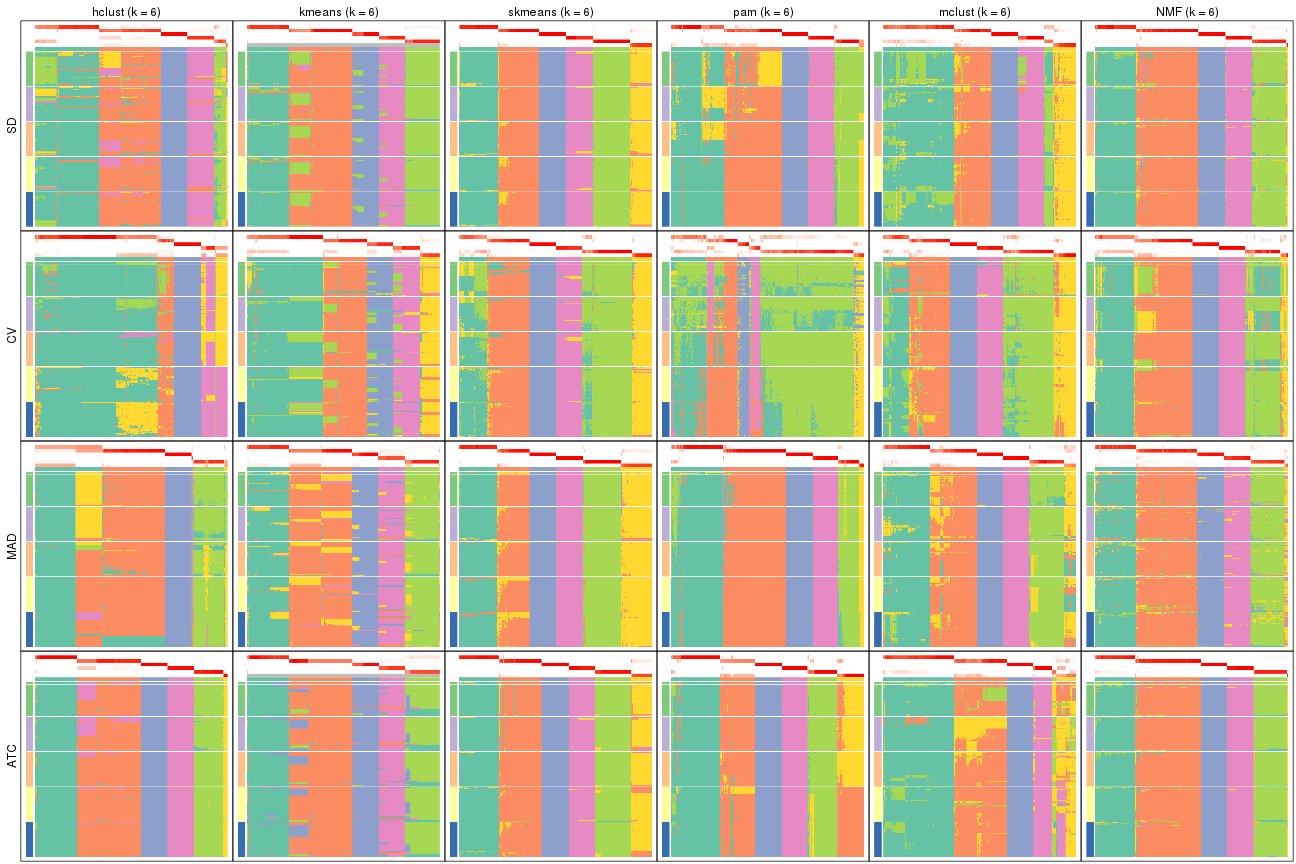 hclust (k = 6) kmeans (k = 6) skmeans (k = 6) pam (k = 6) mclust (k = 6) NMF (k = 6)
SD
CV
MAD
ATC